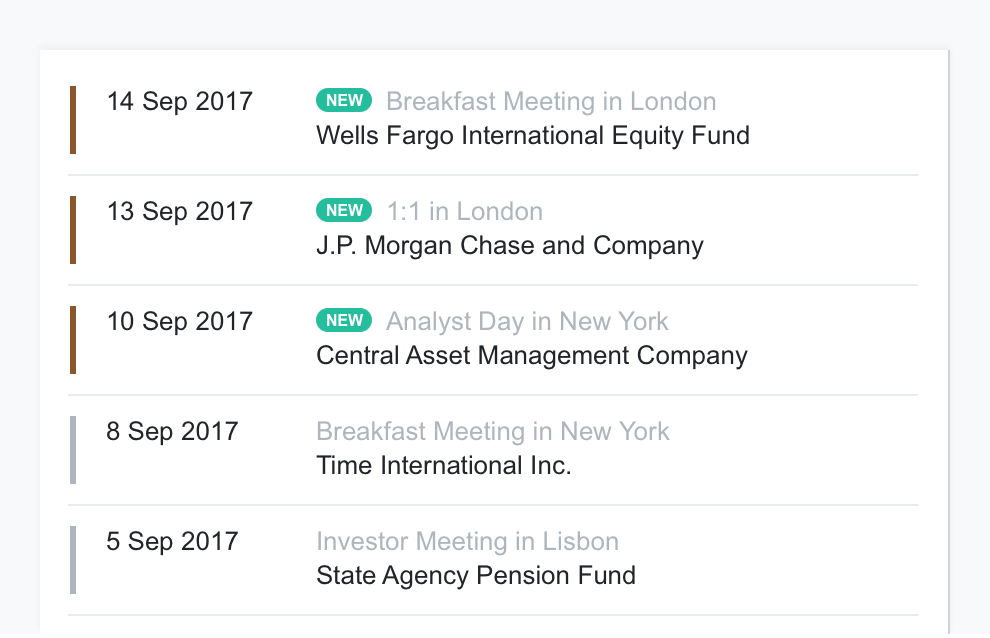 14 Sep 2017 NEW Breakfast Meeting in London
Wells Fargo International Equity Fund
13 Sep 2017 NEW 1:1 in London
J.P. Morgan Chase and Company
10 Sep 2017 NEW Analyst Day in New York
Central Asset Management Company
8 Sep 2017 Breakfast Meeting in New York
Time International Inc.
5 Sep 2017 Investor Meeting in Lisbon
State Agency Pension Fund